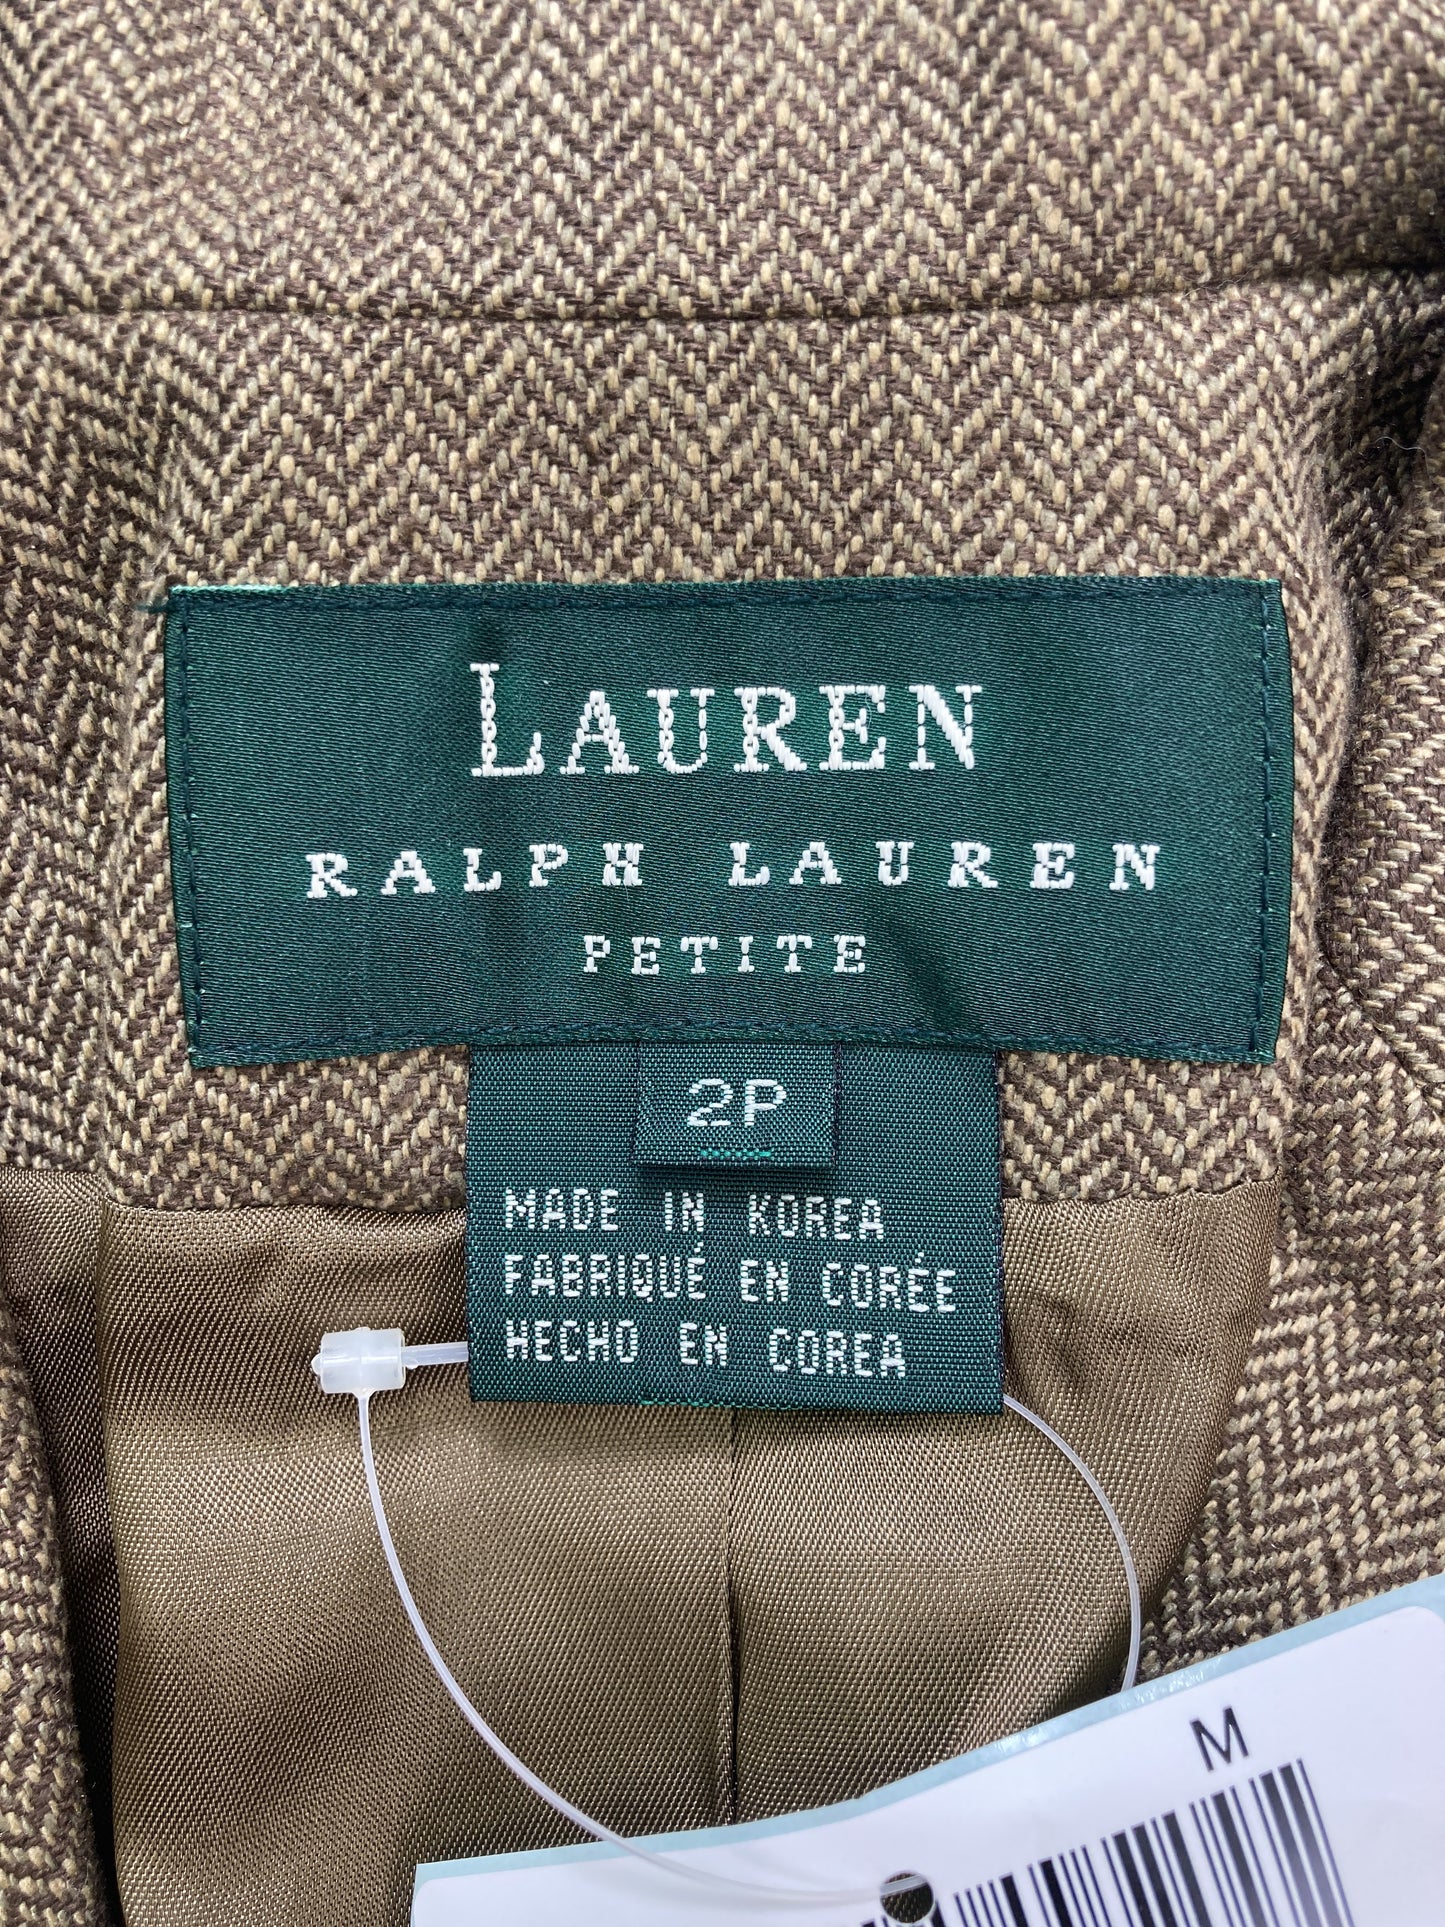 LAUREN
RALPH LAUREN
PETITE
2P
MADE IN KOREA
FABRIQUÉ EN CORÉE
HECHO EN COREA
M